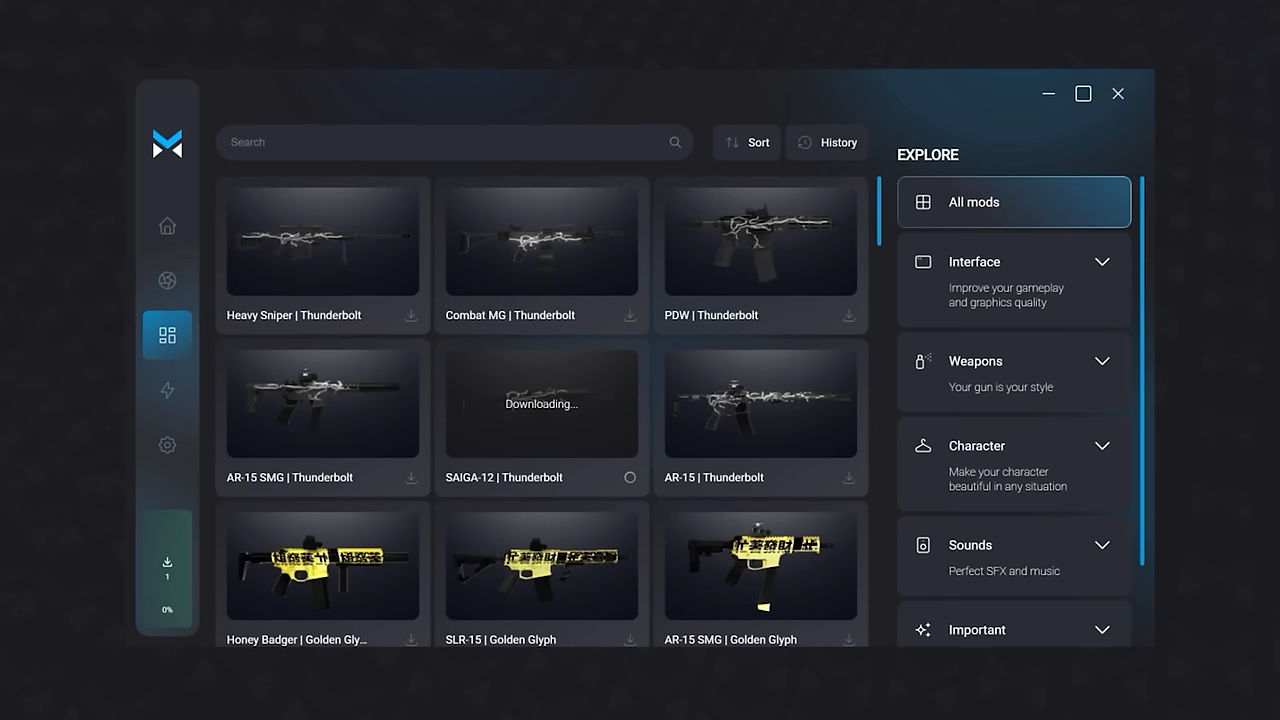 Search
Sort
History
EXPLORE
All mods
Interface
Improve your gameplay
and graphics quality
Weapons
Your gun is your style
Character
Make your character
beautiful in any situation
Sounds
Perfect SFX and music
Important
Heavy Sniper | Thunderbolt
Combat MG | Thunderbolt
PDW | Thunderbolt
AR-15 SMG | Thunderbolt
Downloading...
SAIGA-12 | Thunderbolt
AR-15 | Thunderbolt
Honey Badger | Golden Gly...
SLR-15 | Golden Glyph
AR-15 SMG | Golden Glyph
1
0%